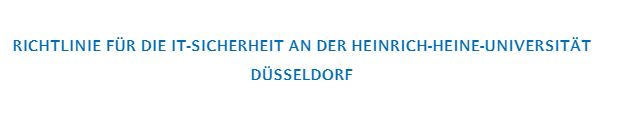 RICHTLINIE FÜR DIE IT-SICHERHEIT AN DER HEINRICH-HEINE-UNIVERSITÄT
DÜSSELDORF